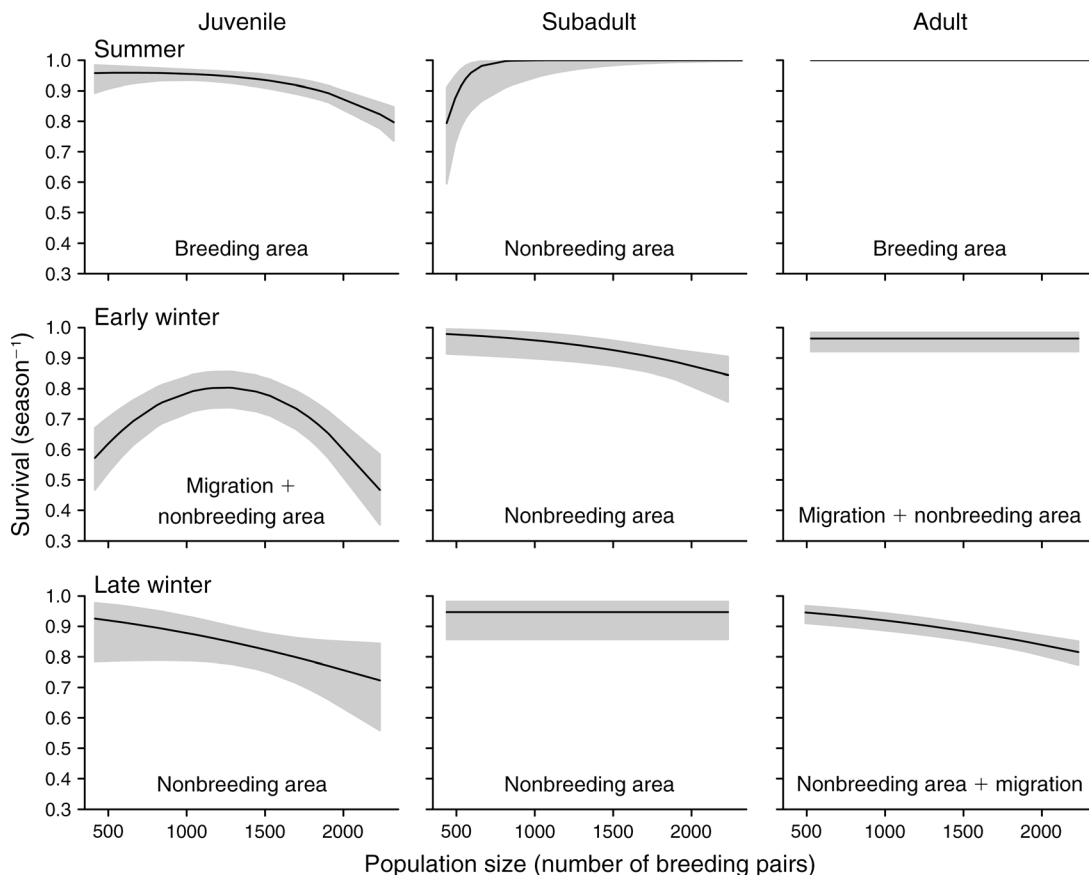 Juvenile Subadult Adult
Summer
1.0
0.9
0.8
0.7
0.6
0.5
0.4
0.3
Breeding area Nonbreeding area Breeding area
Early winter
1.0
0.9
0.8
0.7
0.6
0.5
0.4
0.3
Migration +
nonbreeding area Nonbreeding area Migration + nonbreeding area
Survival (season⁻¹)
Late winter
1.0
0.9
0.8
0.7
0.6
0.5
0.4
0.3
Nonbreeding area Nonbreeding area Nonbreeding area + migration
500 1000 1500 2000 500 1000 1500 2000 500 1000 1500 2000
Population size (number of breeding pairs)